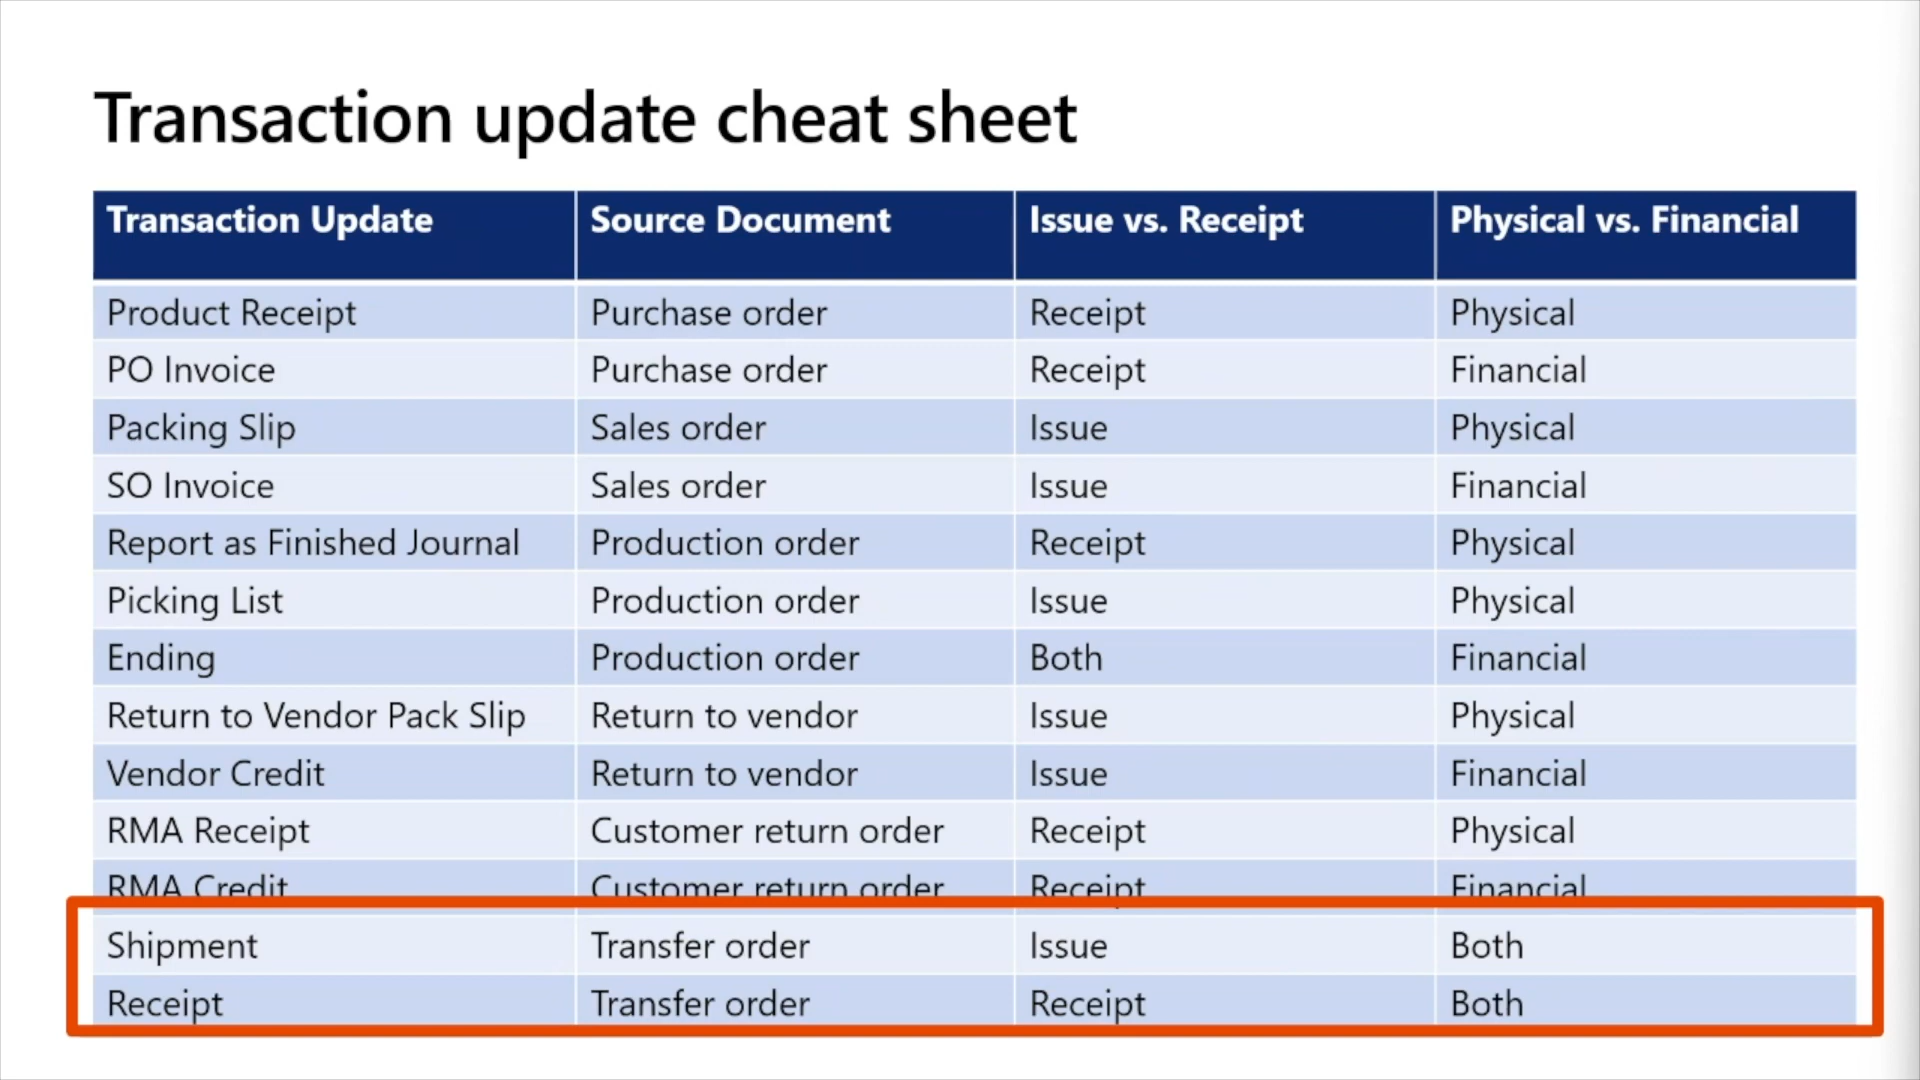 Transaction update cheat sheet
Transaction Update Source Document Issue vs. Receipt Physical vs. Financial
Product Receipt Purchase order Receipt Physical
PO Invoice Purchase order Receipt Financial
Packing Slip Sales order Issue Physical
SO Invoice Sales order Issue Financial
Report as Finished Journal Production order Receipt Physical
Picking List Production order Issue Physical
Ending Production order Both Financial
Return to Vendor Pack Slip Return to vendor Issue Physical
Vendor Credit Return to vendor Issue Financial
RMA Receipt Customer return order Receipt Physical
RMA Credit Customer return order Receipt Financial
Shipment Transfer order Issue Both
Receipt Transfer order Receipt Both